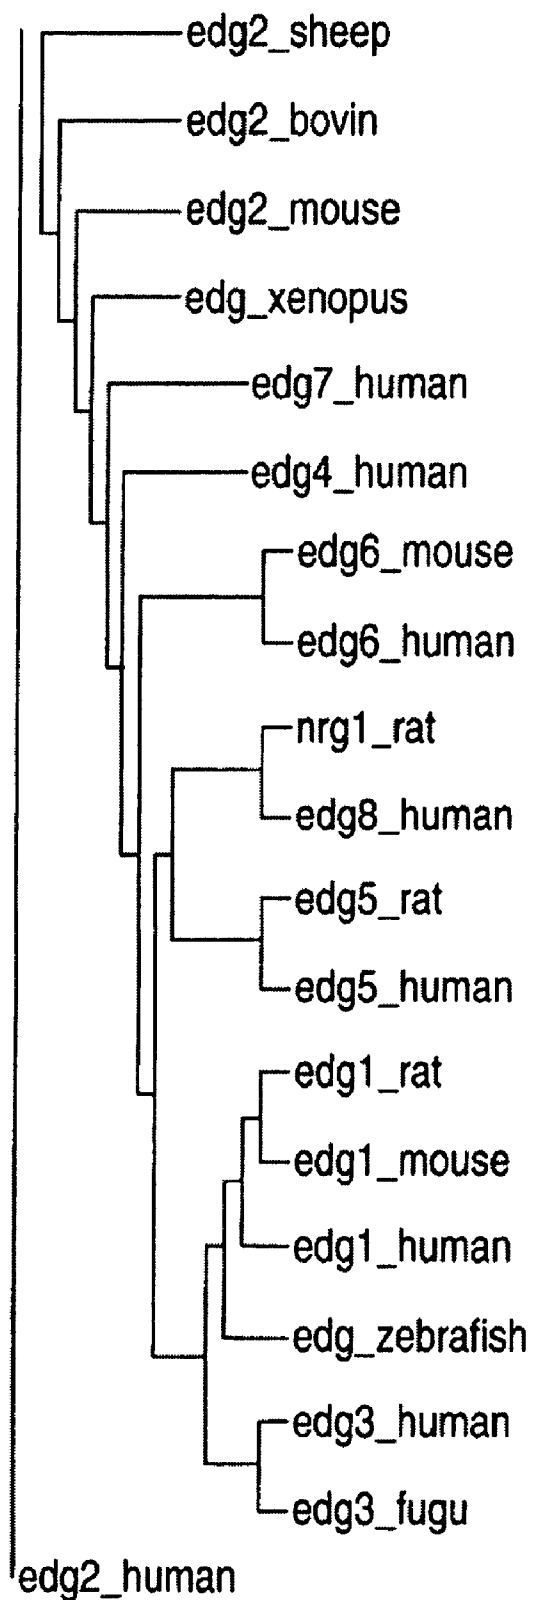 edg2_sheep
edg2_bovin
edg2_mouse
edg_xenopus
edg7_human
edg4_human
edg6_mouse
edg6_human
nrg1_rat
edg8_human
edg5_rat
edg5_human
edg1_rat
edg1_mouse
edg1_human
edg_zebrafish
edg3_human
edg3_fugu
edg2_human